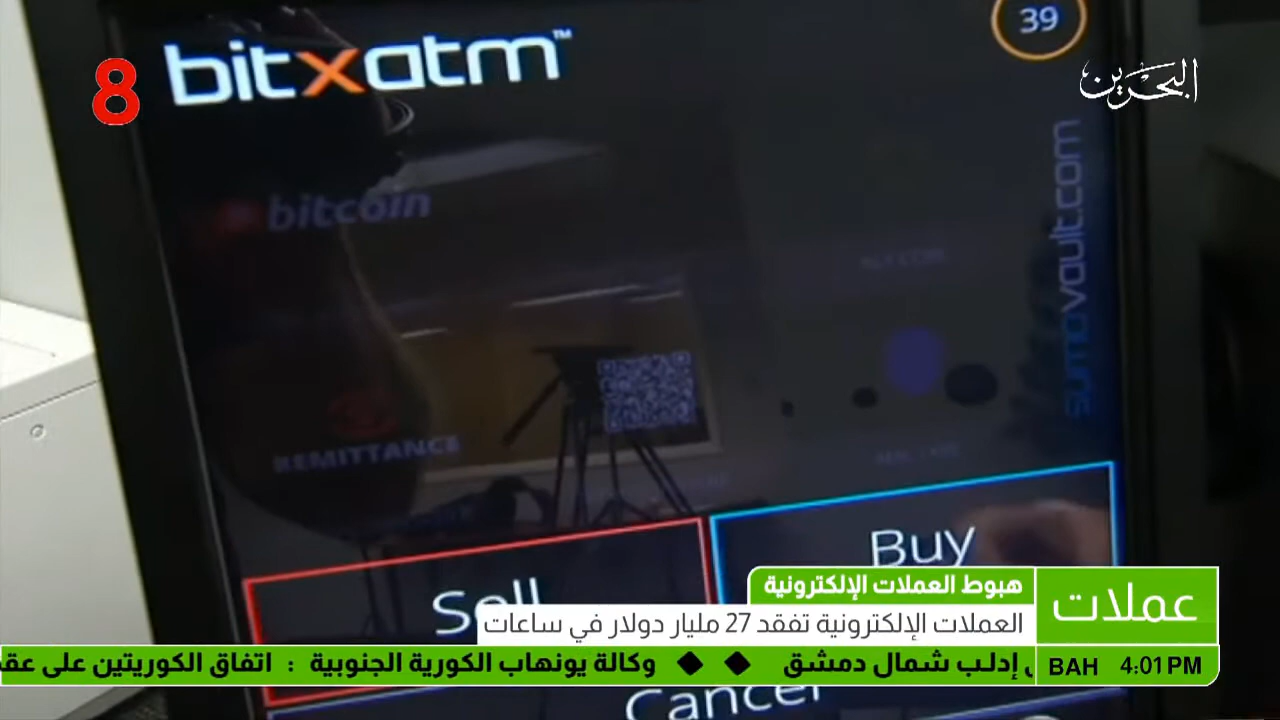 bitxatm™
39
8
البحرين
bitcoin
sumovault.com
REMITTANCE
Buy
Sell
هبوط العملات الإلكترونية
عملات
العملات الإلكترونية تفقد 27 مليار دولار في ساعات
إدلب شمال دمشق ◆ ◆ وكالة يونهاب الكورية الجنوبية : اتفاق الكوريتين على
BAH 4:01 PM
Cancel